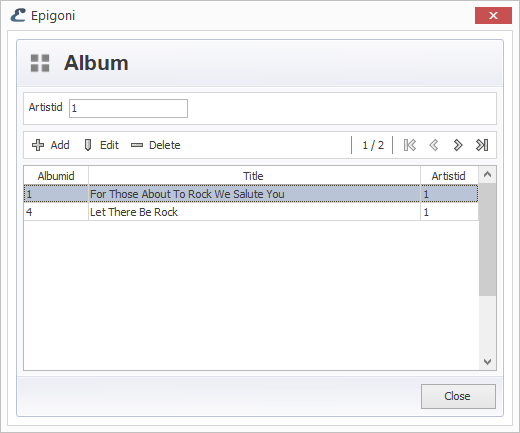 Epigoni
Album
Artistid 1
Add Edit Delete 1 / 2
Albumid Title Artistid
1 For Those About To Rock We Salute You 1
4 Let There Be Rock 1
Close